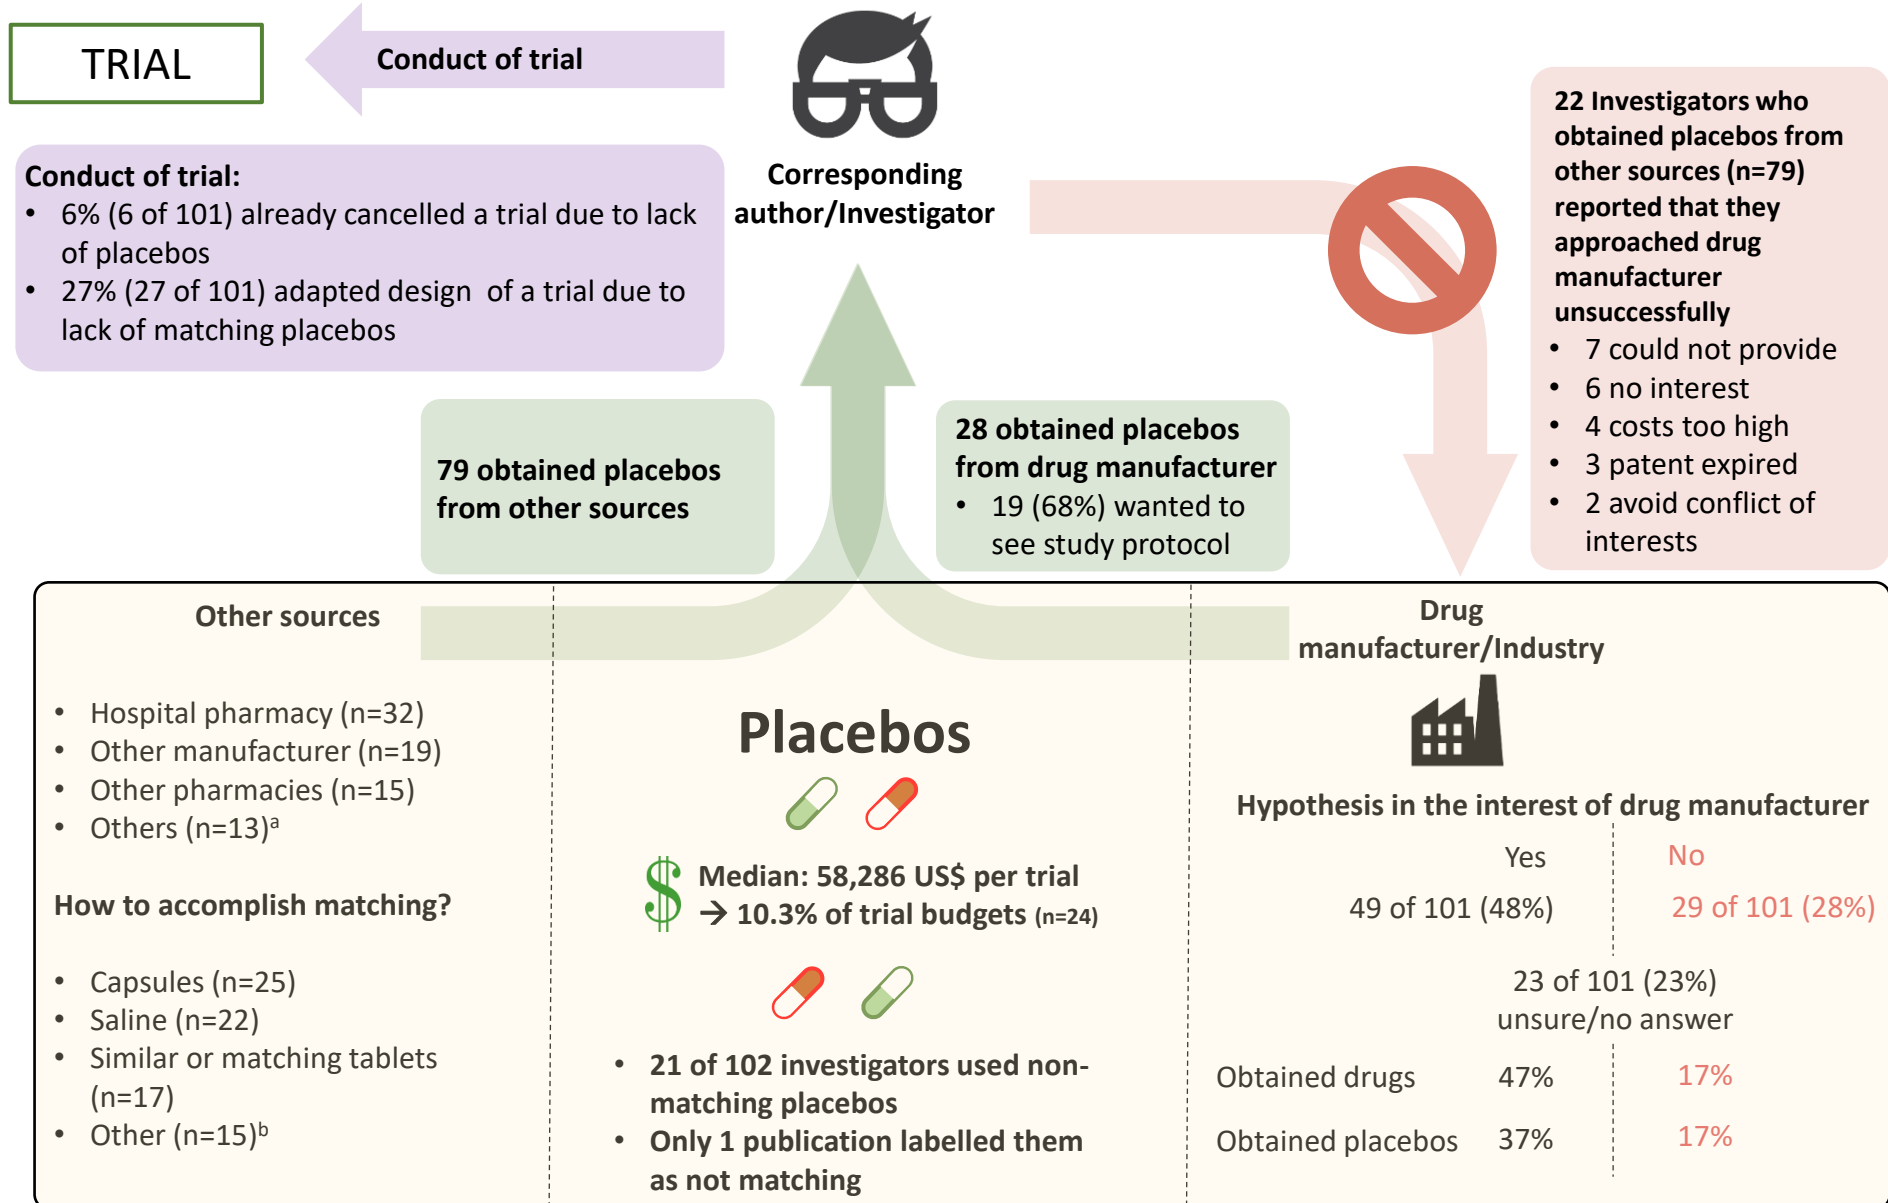 TRIAL
Conduct of trial
Corresponding
author/Investigator
Conduct of trial:
• 6% (6 of 101) already cancelled a trial due to lack
of placebos
• 27% (27 of 101) adapted design of a trial due to
lack of matching placebos
22 Investigators who
obtained placebos from
other sources (n=79)
reported that they
approached drug
manufacturer
unsuccessfully
• 7 could not provide
• 6 no interest
• 4 costs too high
• 3 patent expired
• 2 avoid conflict of
interests
79 obtained placebos
from other sources
28 obtained placebos
from drug manufacturer
• 19 (68%) wanted to
see study protocol
Other sources
• Hospital pharmacy (n=32)
• Other manufacturer (n=19)
• Other pharmacies (n=15)
• Others (n=13)ᵃ
How to accomplish matching?
• Capsules (n=25)
• Saline (n=22)
• Similar or matching tablets
(n=17)
• Other (n=15)ᵇ
Placebos
$ Median: 58,286 US$ per trial
→ 10.3% of trial budgets (n=24)
• 21 of 102 investigators used non-
matching placebos
• Only 1 publication labelled them
as not matching
Drug
manufacturer/Industry
Hypothesis in the interest of drug manufacturer
Yes No
49 of 101 (48%) 29 of 101 (28%)
23 of 101 (23%)
unsure/no answer
Obtained drugs 47% 17%
Obtained placebos 37% 17%